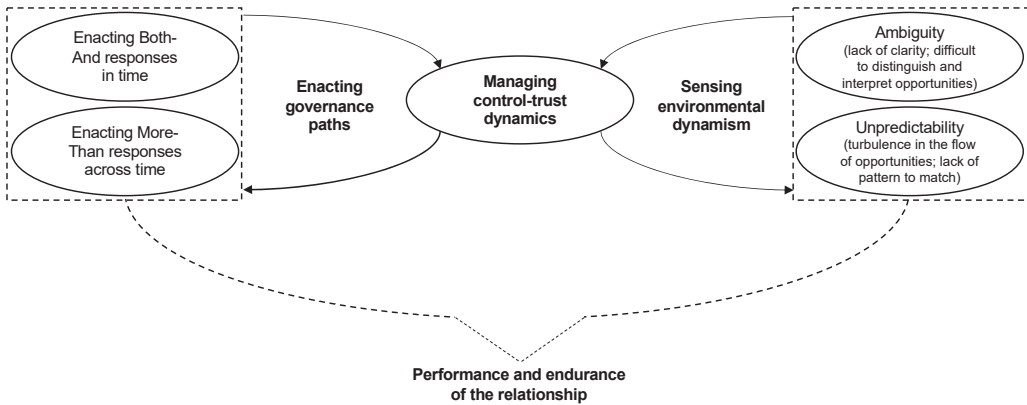 Enacting Both-
And responses
in time
Enacting More-
Than responses
across time
Enacting
governance
paths
Managing
control-trust
dynamics
Sensing
environmental
dynamism
Ambiguity
(lack of clarity; difficult
to distinguish and
interpret opportunities)
Unpredictability
(turbulence in the flow
of opportunities; lack of
pattern to match)
Performance and endurance
of the relationship